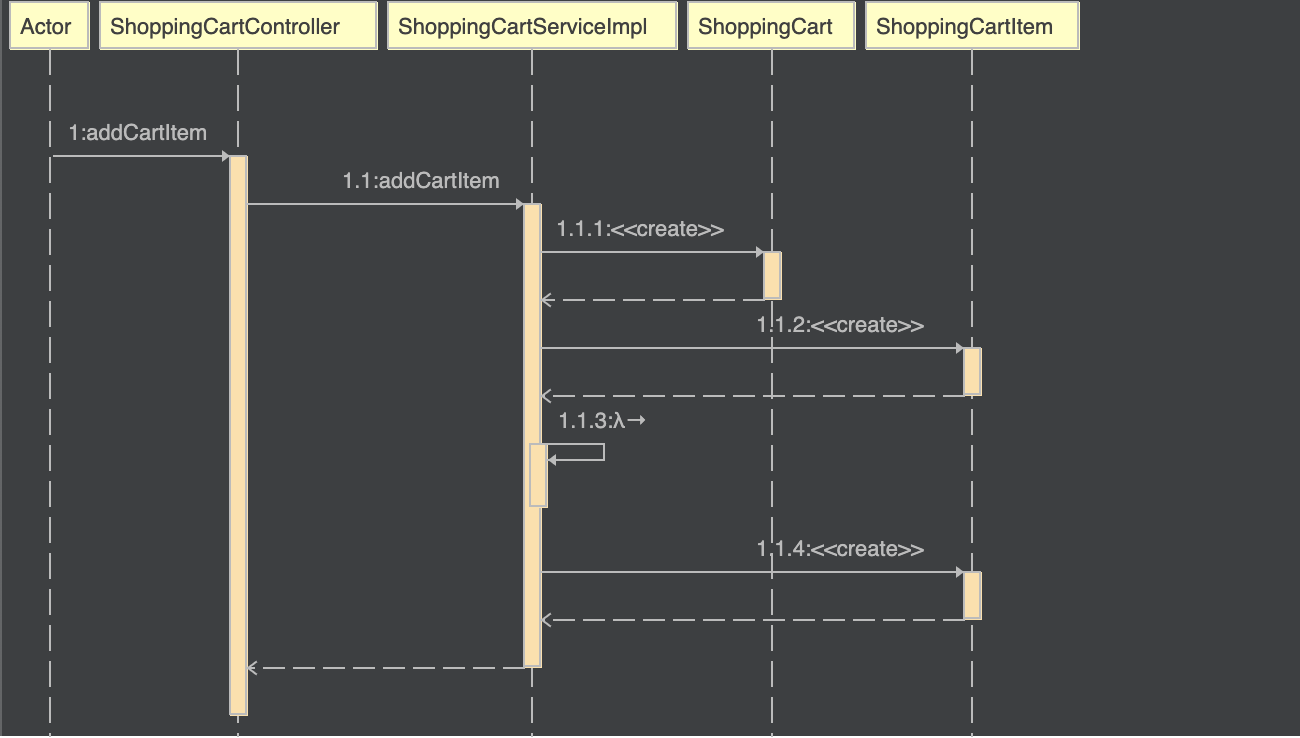 Actor
ShoppingCartController
ShoppingCartServiceImpl
ShoppingCart
ShoppingCartItem
1:addCartItem
1.1:addCartItem
1.1.1:<<create>>
1.1.2:<<create>>
1.1.3:λ→
1.1.4:<<create>>